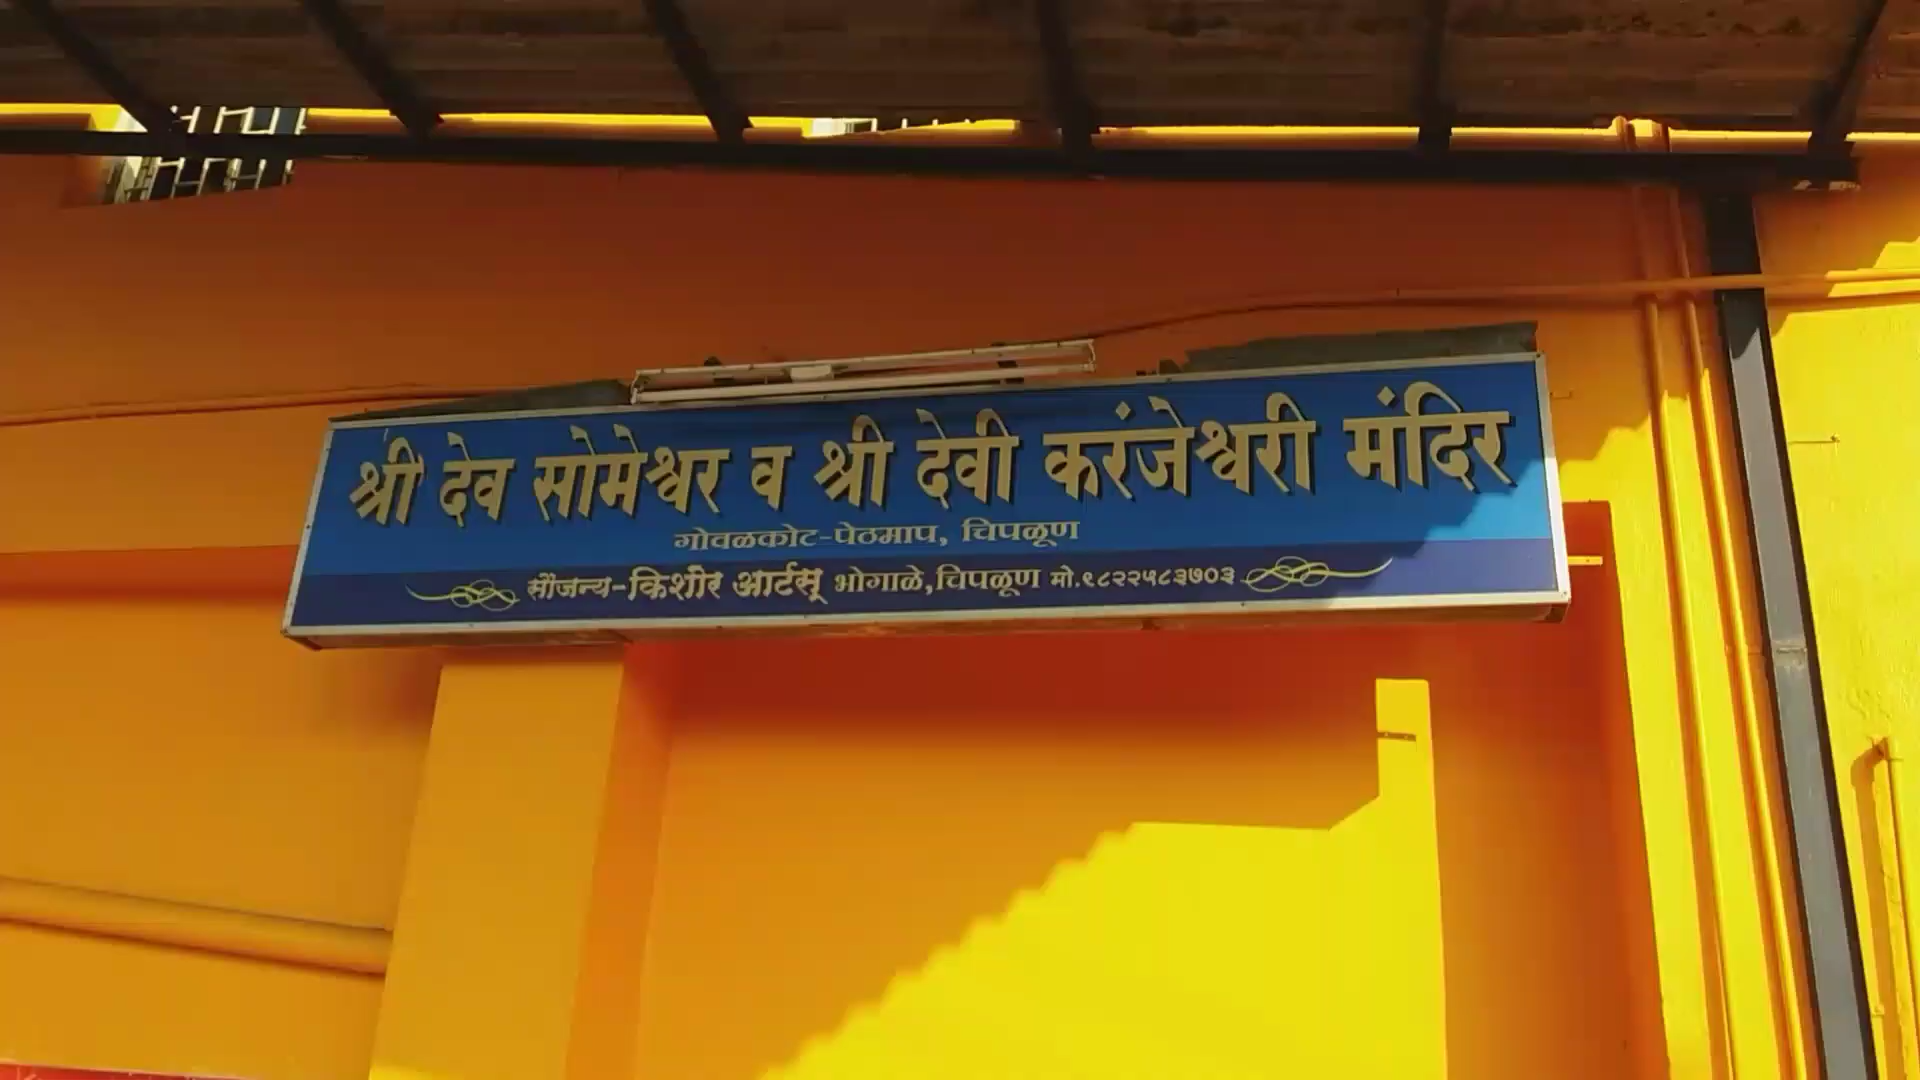 श्री देव सोमेश्वर व श्री देवी करंजेश्वरी मंदिर
गोवळकोट-पेठमाप, चिपळूण
सौजन्य-किशोर आर्टस् भोगाळे,चिपळूण मो.९८२२५८३७०३